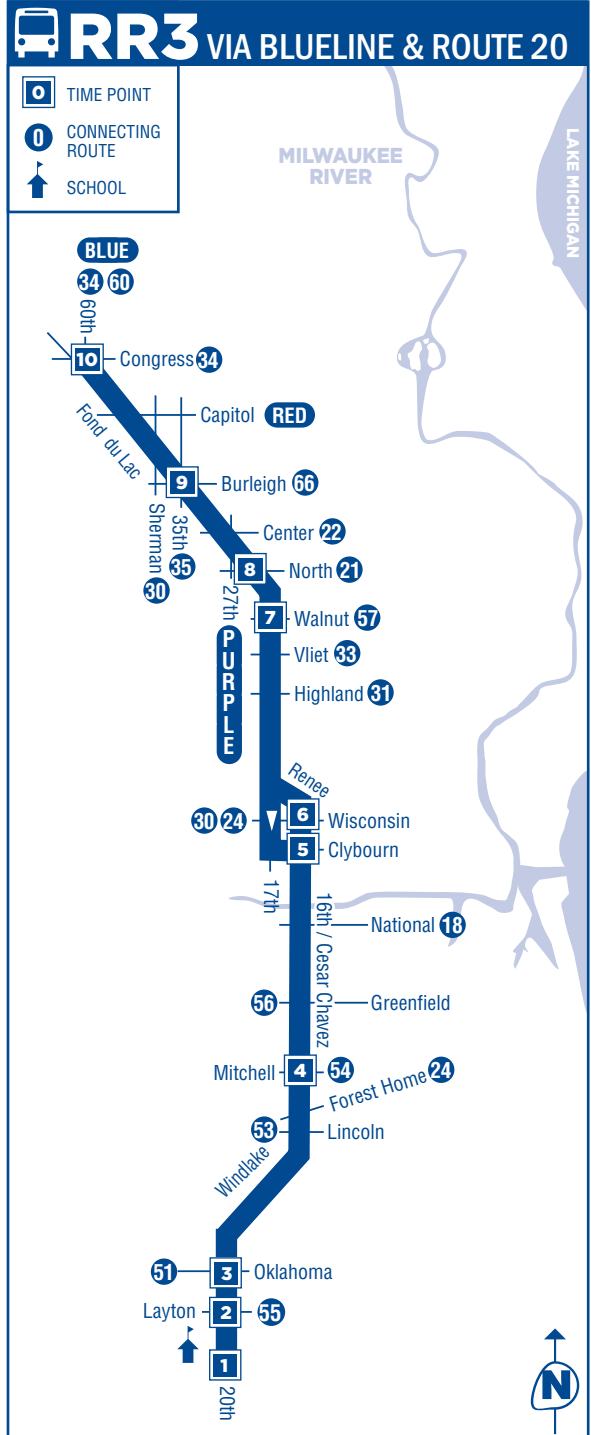 RR3 VIA BLUELINE & ROUTE 20
0 TIME POINT
0 CONNECTING
ROUTE
SCHOOL
MILWAUKEE
RIVER
LAKE MICHIGAN
BLUE
34 60
60th
10 Congress 34
Fond du Lac
Capitol RED
9 Burleigh 66
Sherman
30
35th
35
Center 22
8 North 21
27th
7 Walnut 57
PURPLE
Vliet 33
Highland 31
Renee
30 24
6 Wisconsin
5 Clybourn
17th
16th / Cesar Chavez
National 18
56 Greenfield
Mitchell 4 54
Forest Home 24
53 Lincoln
Windlake
51 3 Oklahoma
Layton 2 55
1
20th
N